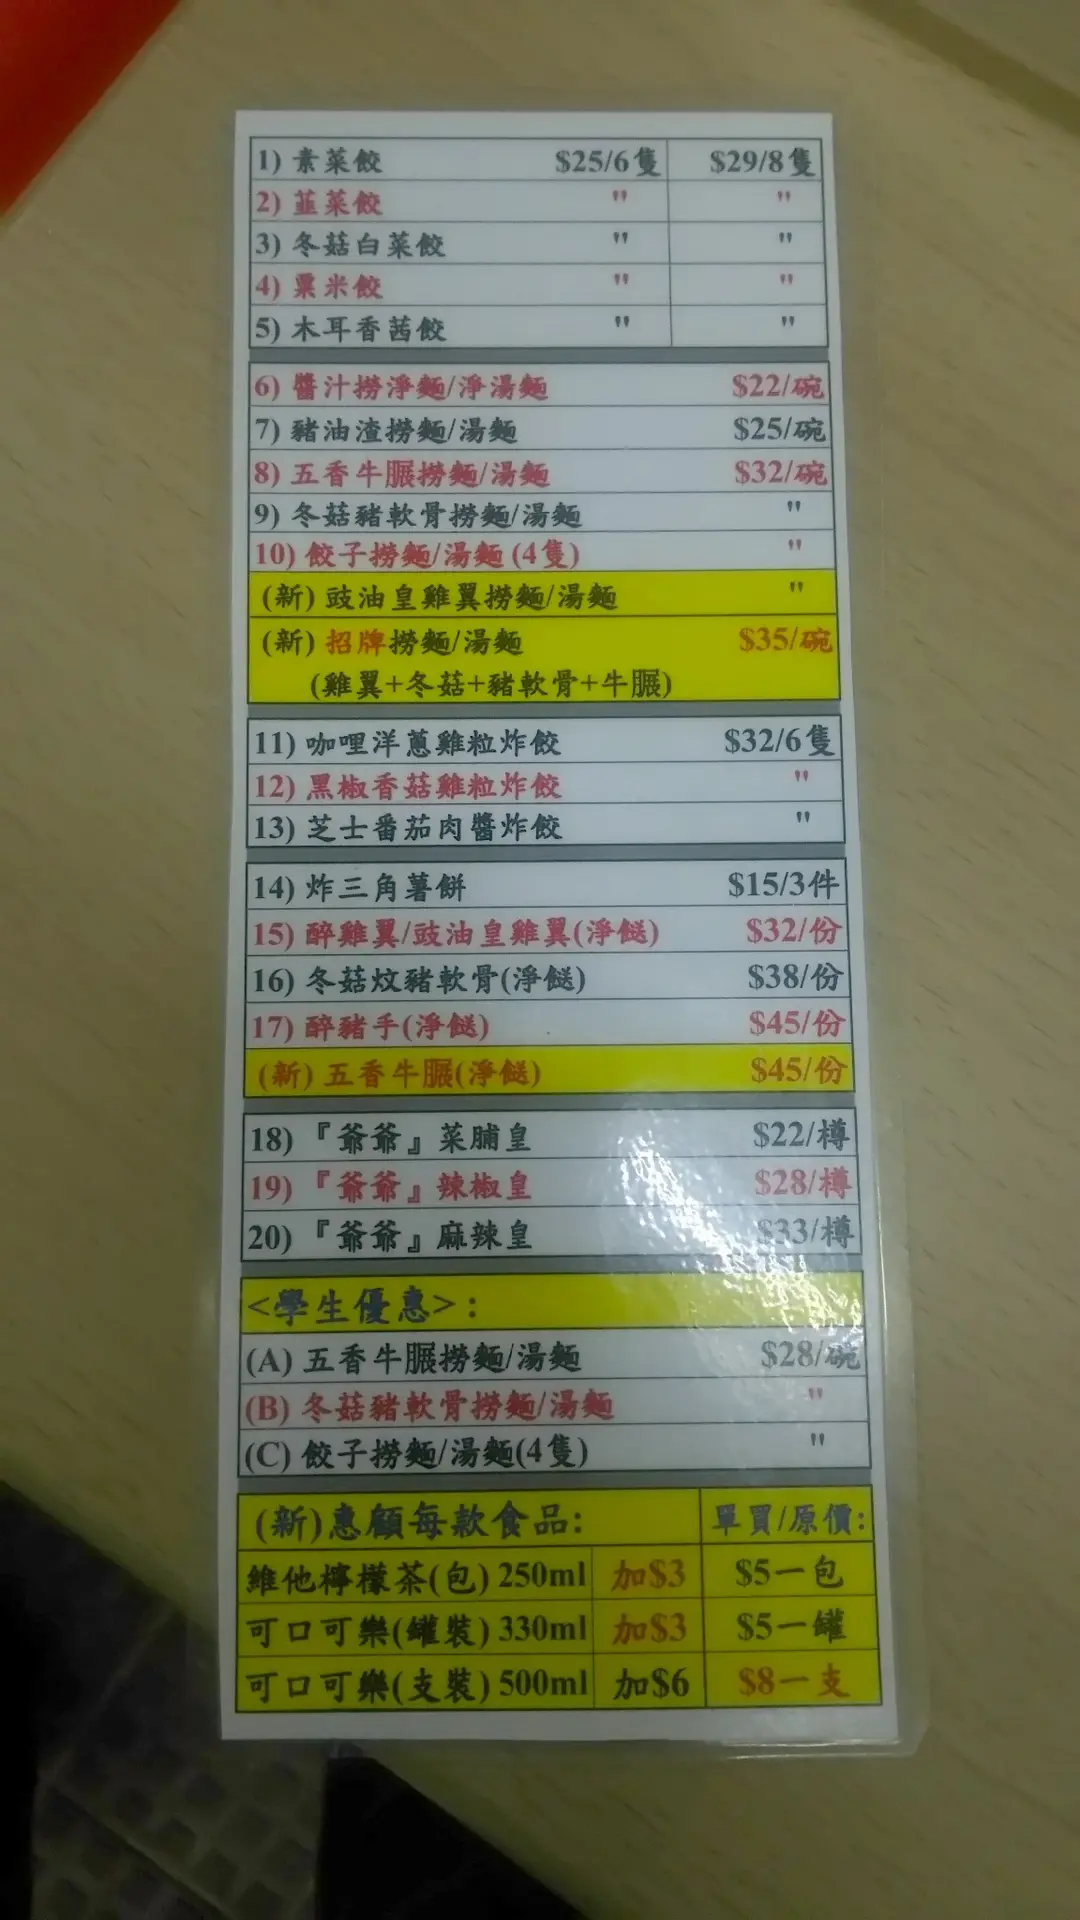 1) 素菜餃 $25/6隻 $29/8隻
2) 韮菜餃 " "
3) 冬菇白菜餃 " "
4) 粟米餃 " "
5) 木耳香茜餃 " "
6) 醬汁撈淨麵/淨湯麵 $22/碗
7) 豬油渣撈麵/湯麵 $25/碗
8) 五香牛𦟌撈麵/湯麵 $32/碗
9) 冬菇豬軟骨撈麵/湯麵 "
10) 餃子撈麵/湯麵 (4隻) "
(新) 豉油皇雞翼撈麵/湯麵 "
(新) 招牌撈麵/湯麵 $35/碗
(雞翼+冬菇+豬軟骨+牛𦟌)
11) 咖哩洋蔥雞粒炸餃 $32/6隻
12) 黑椒香菇雞粒炸餃 "
13) 芝士番茄肉醬炸餃 "
14) 炸三角薯餅 $15/3件
15) 醉雞翼/豉油皇雞翼(淨餸) $32/份
16) 冬菇炆豬軟骨(淨餸) $38/份
17) 醉豬手(淨餸) $45/份
(新) 五香牛𦟌(淨餸) $45/份
18) 『爺爺』菜脯皇 $22/樽
19) 『爺爺』辣椒皇 $28/樽
20) 『爺爺』麻辣皇 $33/樽
<學生優惠>:
(A) 五香牛𦟌撈麵/湯麵 $28/碗
(B) 冬菇豬軟骨撈麵/湯麵 "
(C) 餃子撈麵/湯麵(4隻) "
(新)惠顧每款食品: 單買/原價:
維他檸檬茶(包) 250ml 加$3 $5一包
可口可樂(罐裝) 330ml 加$3 $5一罐
可口可樂(支裝) 500ml 加$6 $8一支